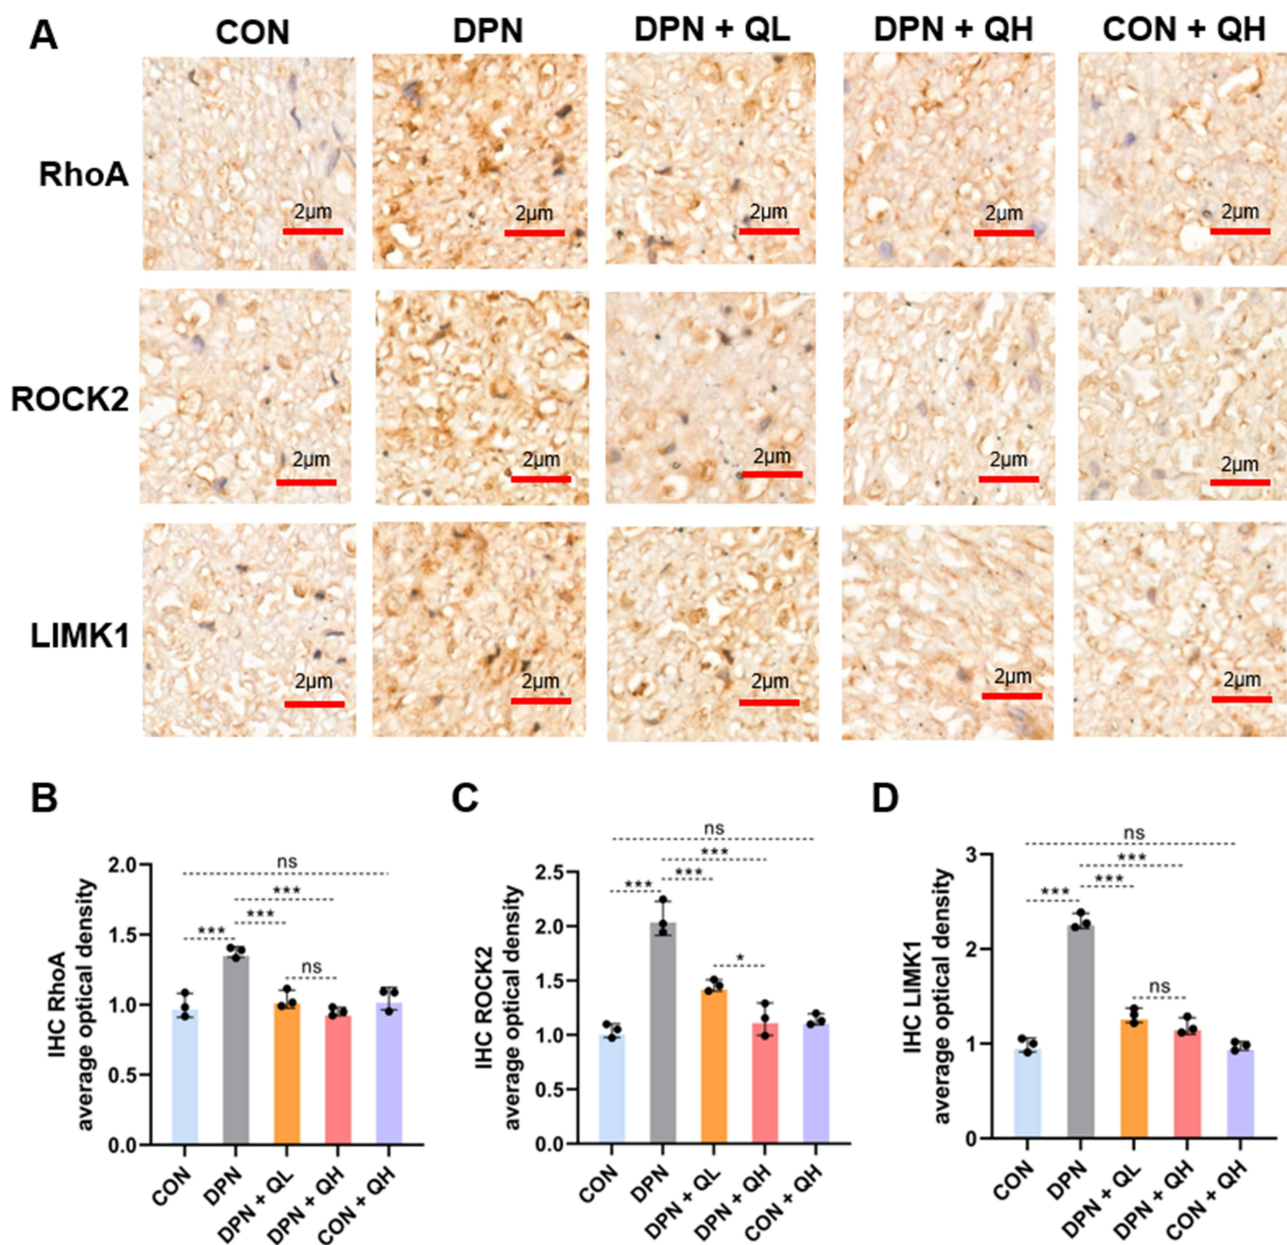 A
CON DPN DPN + QL DPN + QH CON + QH
RhoA
2μm 2μm 2μm 2μm 2μm
ROCK2
2μm 2μm 2μm 2μm 2μm
LIMK1
2μm 2μm 2μm 2μm 2μm
B
IHC RhoA
average optical density
2.0
1.5
1.0
0.5
0.0
ns
***
***
***
ns
CON DPN DPN + QL DPN + QH CON + QH
C
IHC ROCK2
average optical density
2.5
2.0
1.5
1.0
0.5
0.0
ns
***
***
***
*
CON DPN DPN + QL DPN + QH CON + QH
D
IHC LIMK1
average optical density
3
2
1
0
ns
***
***
***
ns
CON DPN DPN + QL DPN + QH CON + QH